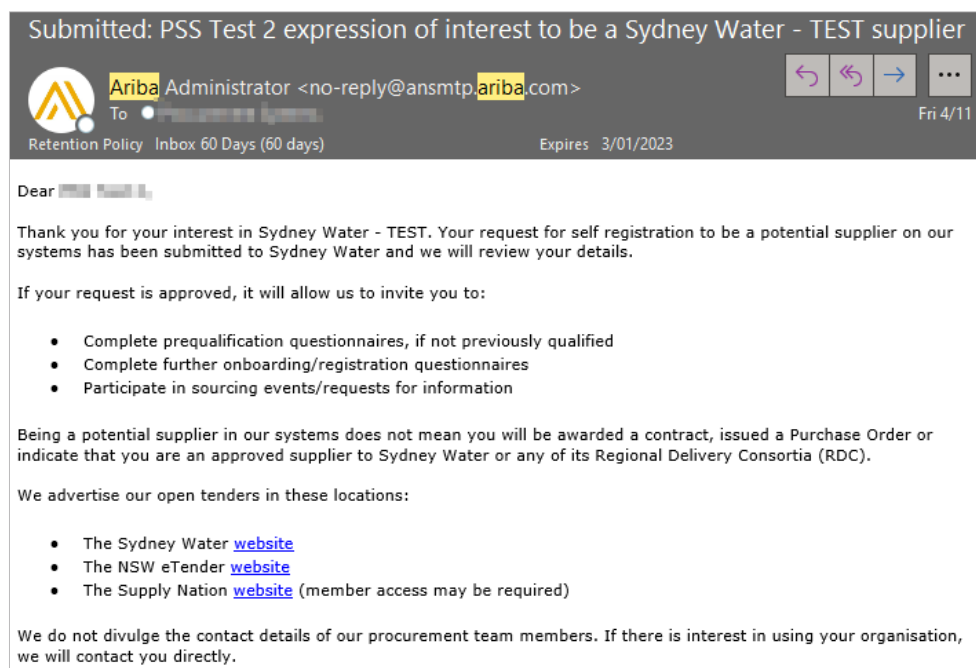 Submitted: PSS Test 2 expression of interest to be a Sydney Water - TEST supplier
Ariba Administrator <no-reply@ansmtp.ariba.com>
To
Fri 4/11
Retention Policy Inbox 60 Days (60 days) Expires 3/01/2023
Dear
Thank you for your interest in Sydney Water - TEST. Your request for self registration to be a potential supplier on our
systems has been submitted to Sydney Water and we will review your details.
If your request is approved, it will allow us to invite you to:
• Complete prequalification questionnaires, if not previously qualified
• Complete further onboarding/registration questionnaires
• Participate in sourcing events/requests for information
Being a potential supplier in our systems does not mean you will be awarded a contract, issued a Purchase Order or
indicate that you are an approved supplier to Sydney Water or any of its Regional Delivery Consortia (RDC).
We advertise our open tenders in these locations:
• The Sydney Water website
• The NSW eTender website
• The Supply Nation website (member access may be required)
We do not divulge the contact details of our procurement team members. If there is interest in using your organisation,
we will contact you directly.